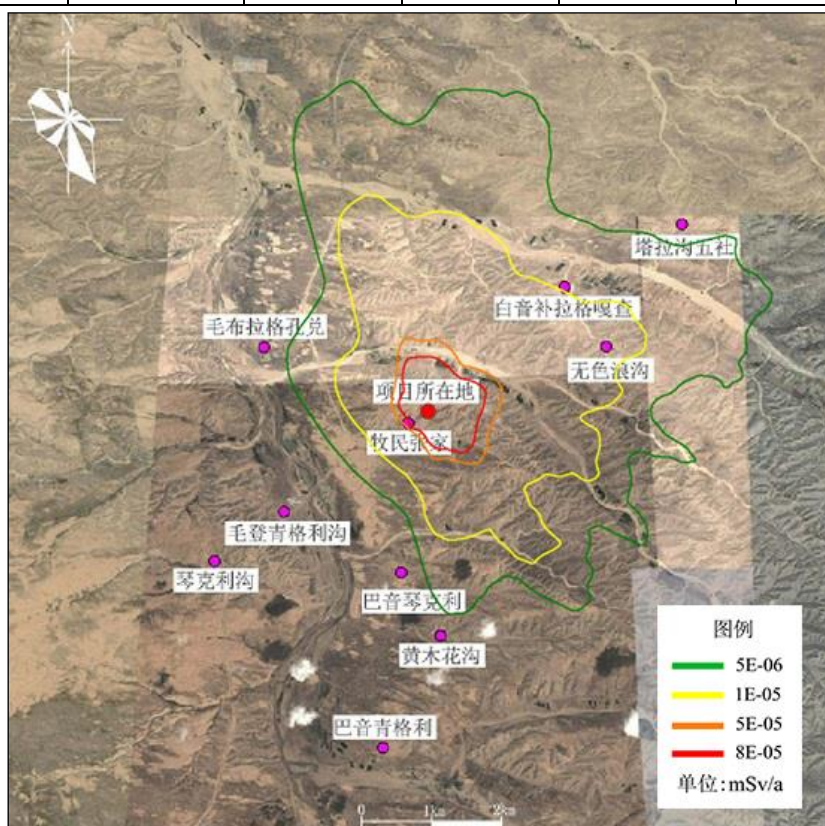 N
塔拉沟五社
白音补拉格嘎查
毛布拉格孔兑
无色浪沟
项目所在地
牧民张家
毛登青格利沟
琴克利沟
巴音琴克利
黄木花沟
巴音青格利
图例
5E-06
1E-05
5E-05
8E-05
单位:mSv/a
0 1km 2km